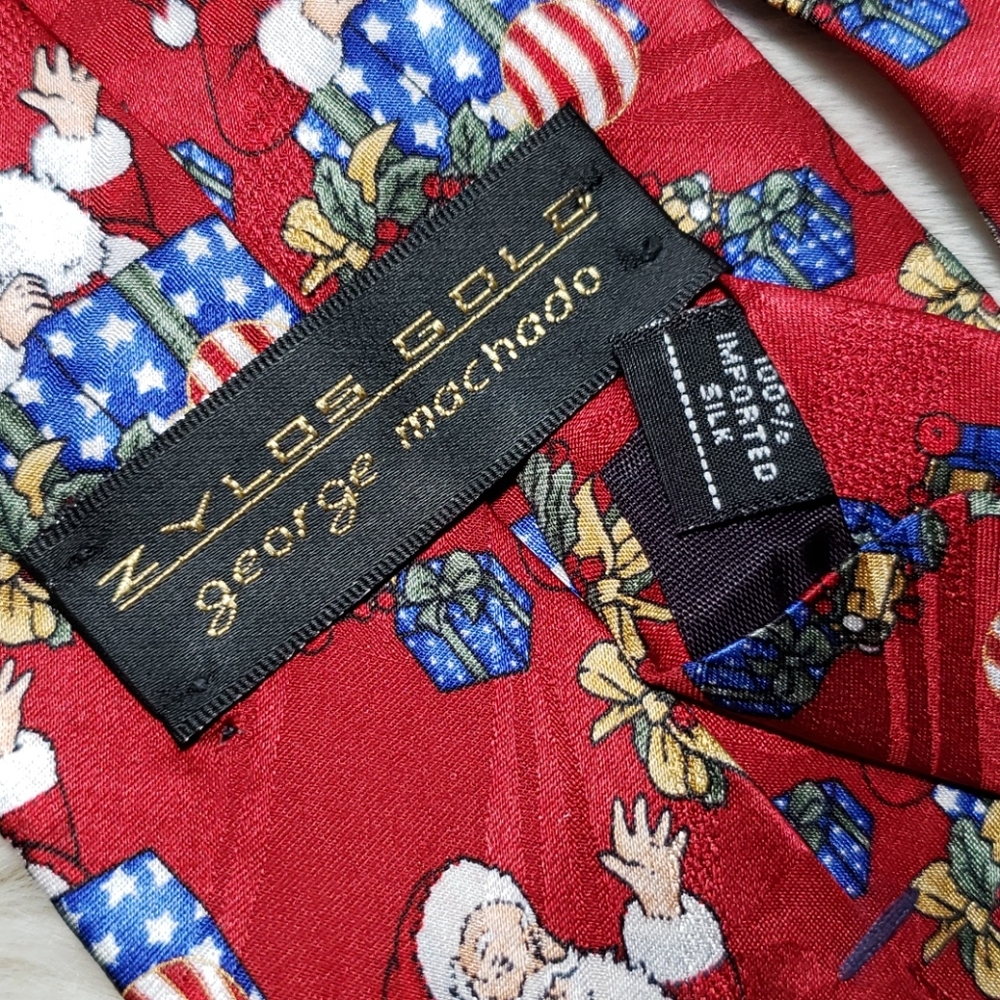 ZYLOS GOLD
george machado
100% IMPORTED
SILK